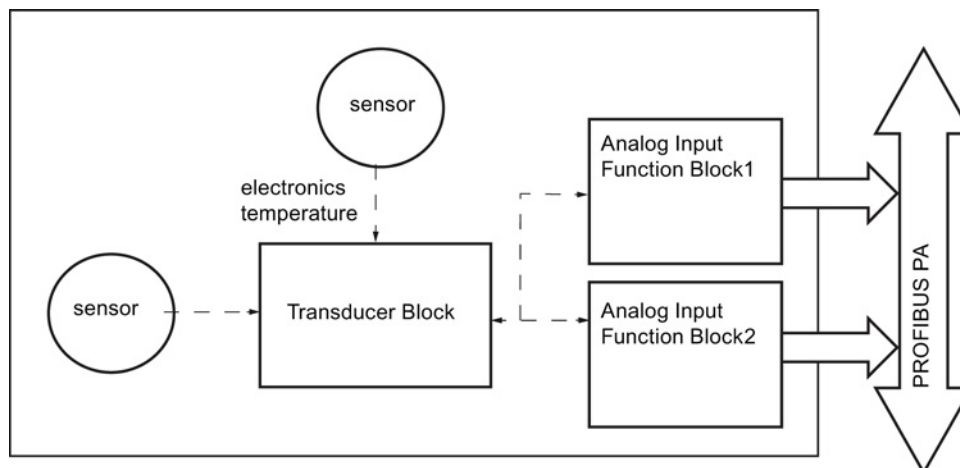 sensor
electronics
temperature
sensor
Transducer Block
Analog Input
Function Block1
Analog Input
Function Block2
PROFIBUS PA